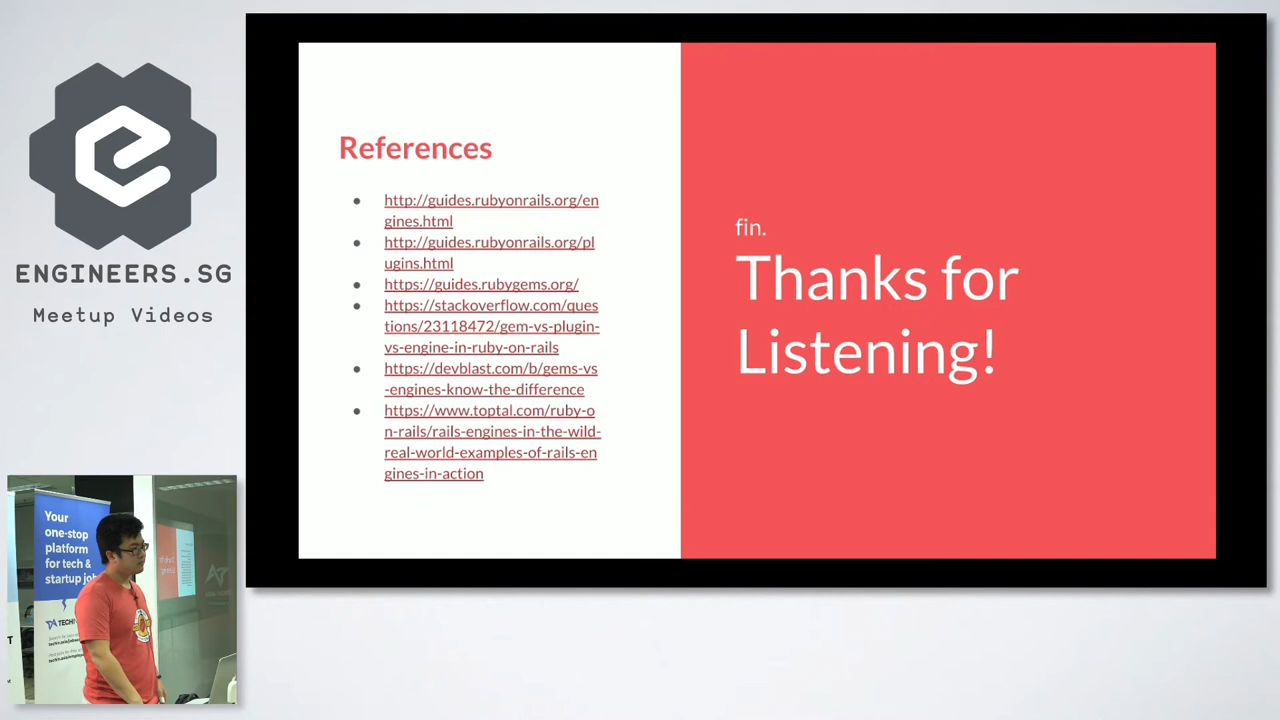 ENGINEERS.SG
Meetup Videos
References
● http://guides.rubyonrails.org/en
gines.html
● http://guides.rubyonrails.org/pl
ugins.html
● https://guides.rubygems.org/
● https://stackoverflow.com/ques
tions/23118472/gem-vs-plugin-
vs-engine-in-ruby-on-rails
● https://devblast.com/b/gems-vs
-engines-know-the-difference
● https://www.toptal.com/ruby-o
n-rails/rails-engines-in-the-wild-
real-world-examples-of-rails-en
gines-in-action
fin.
Thanks for
Listening!
Your
one-stop
platform
for tech &
startup job